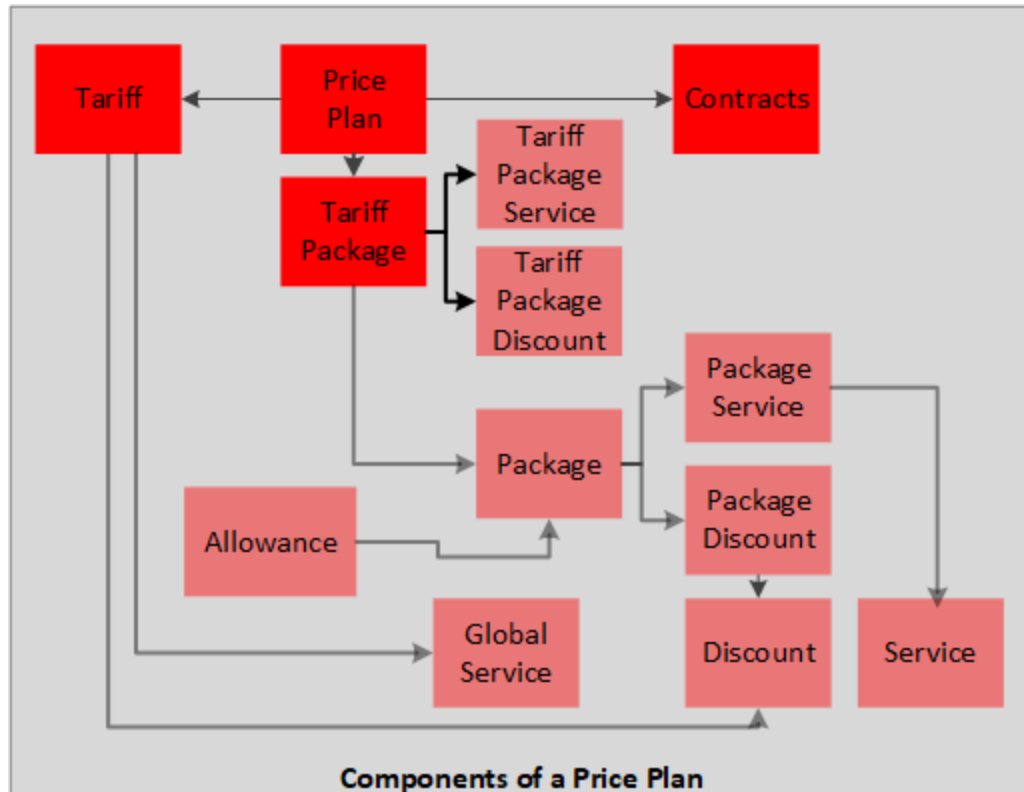 Tariff
Price
Plan
Contracts
Tariff
Package
Service
Tariff
Package
Tariff
Package
Discount
Package
Service
Package
Package
Discount
Allowance
Global
Service
Discount
Service
Components of a Price Plan